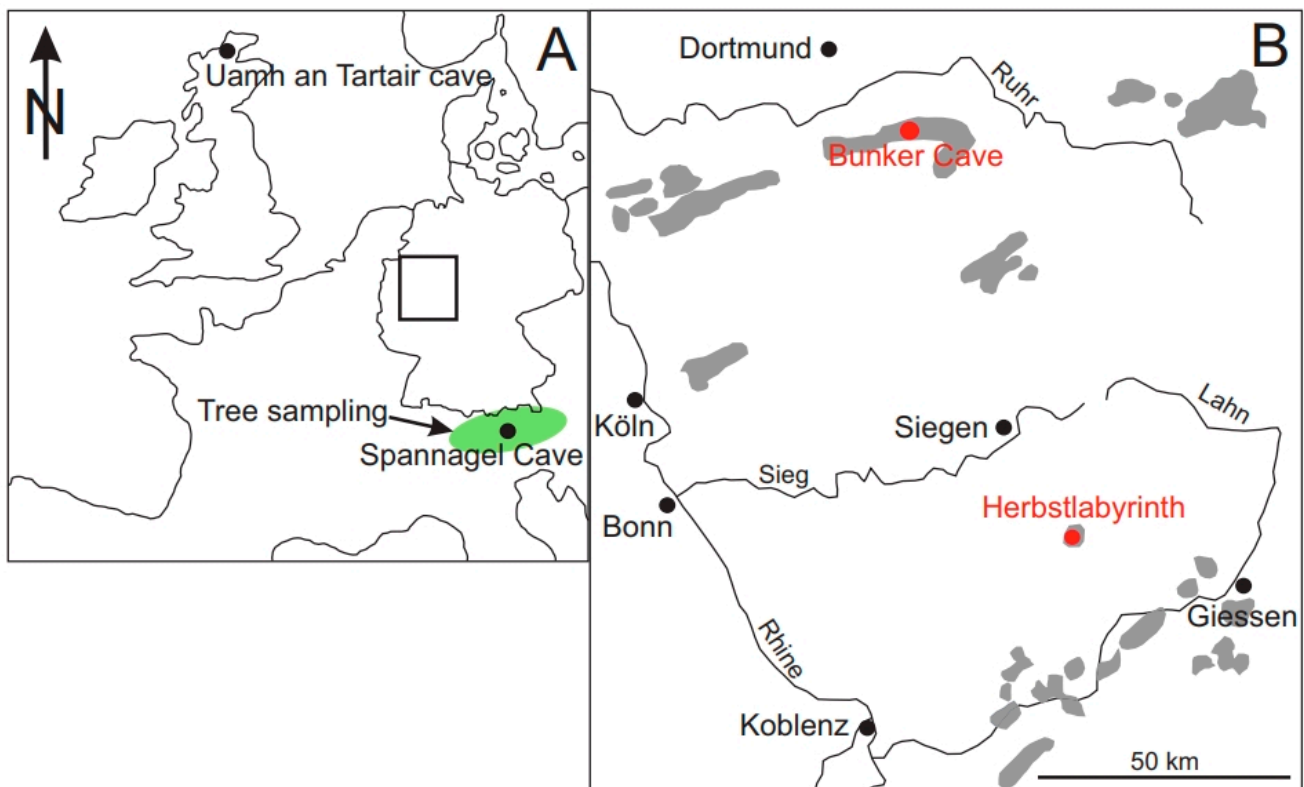 A
N
Uamh an Tartair cave
Tree sampling
Spannagel Cave
B
Dortmund
Ruhr
Bunker Cave
Köln
Siegen
Lahn
Sieg
Bonn
Herbstlabyrinth
Giessen
Rhine
Koblenz
50 km